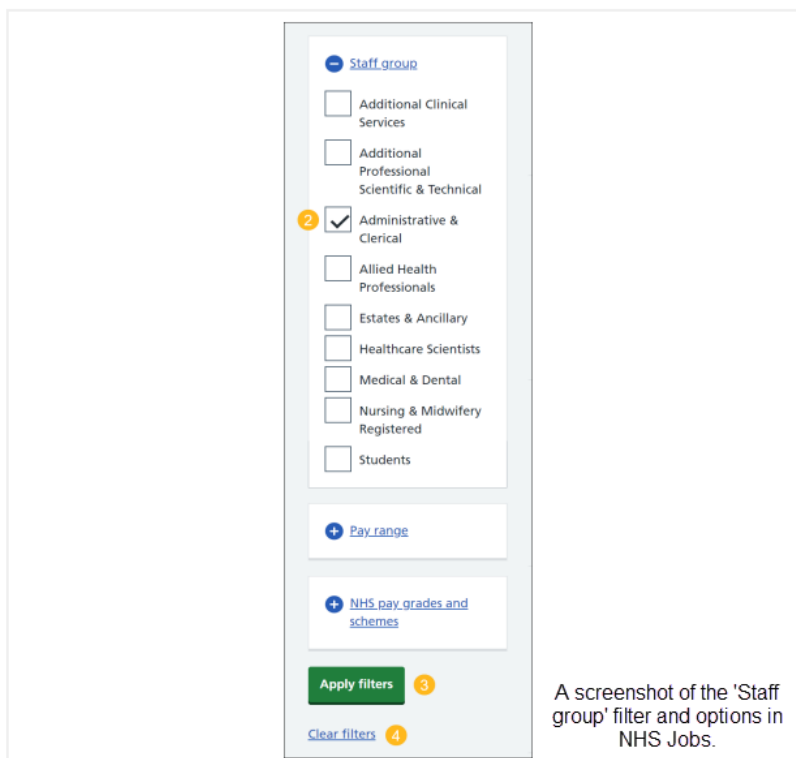 Staff group
Additional Clinical
Services
Additional
Professional
Scientific & Technical
2
Administrative &
Clerical
Allied Health
Professionals
Estates & Ancillary
Healthcare Scientists
Medical & Dental
Nursing & Midwifery
Registered
Students
Pay range
NHS pay grades and
schemes
Apply filters 3
Clear filters 4
A screenshot of the 'Staff
group' filter and options in
NHS Jobs.